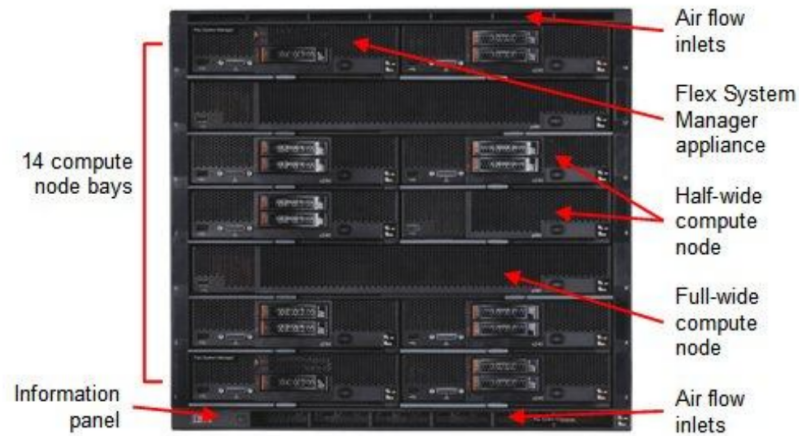 Air flow
inlets
Flex System
Manager
appliance
14 compute
node bays
Half-wide
compute
node
Full-wide
compute
node
Information
panel
Air flow
inlets